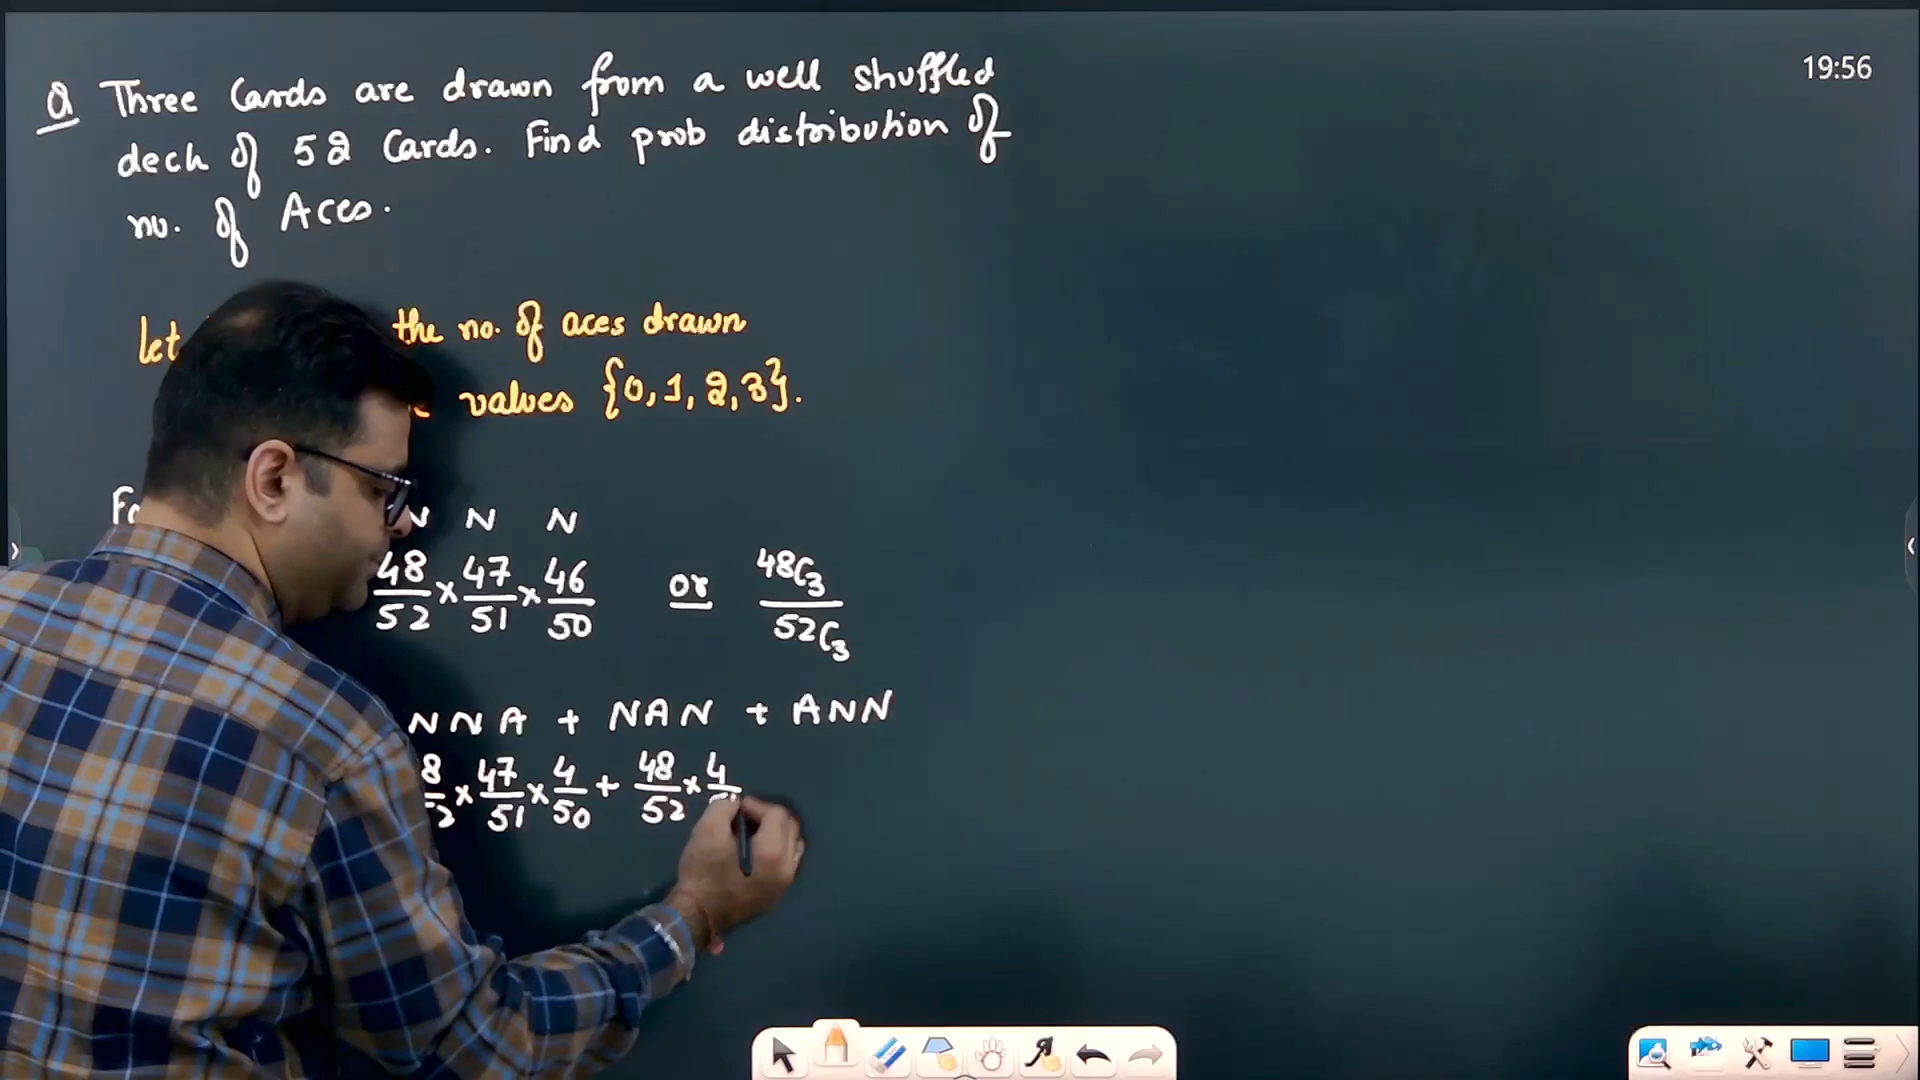 19:56
Q Three Cards are drawn from a well shuffled
deck of 52 Cards. Find prob distribution of
no. of Aces.
let the no. of aces drawn
values {0,1,2,3}.
N N N
48/52 × 47/51 × 46/50 or 48C3/52C3
NNA + NAN + ANN
× 47/51 × 4/50 + 48/52 × 4/